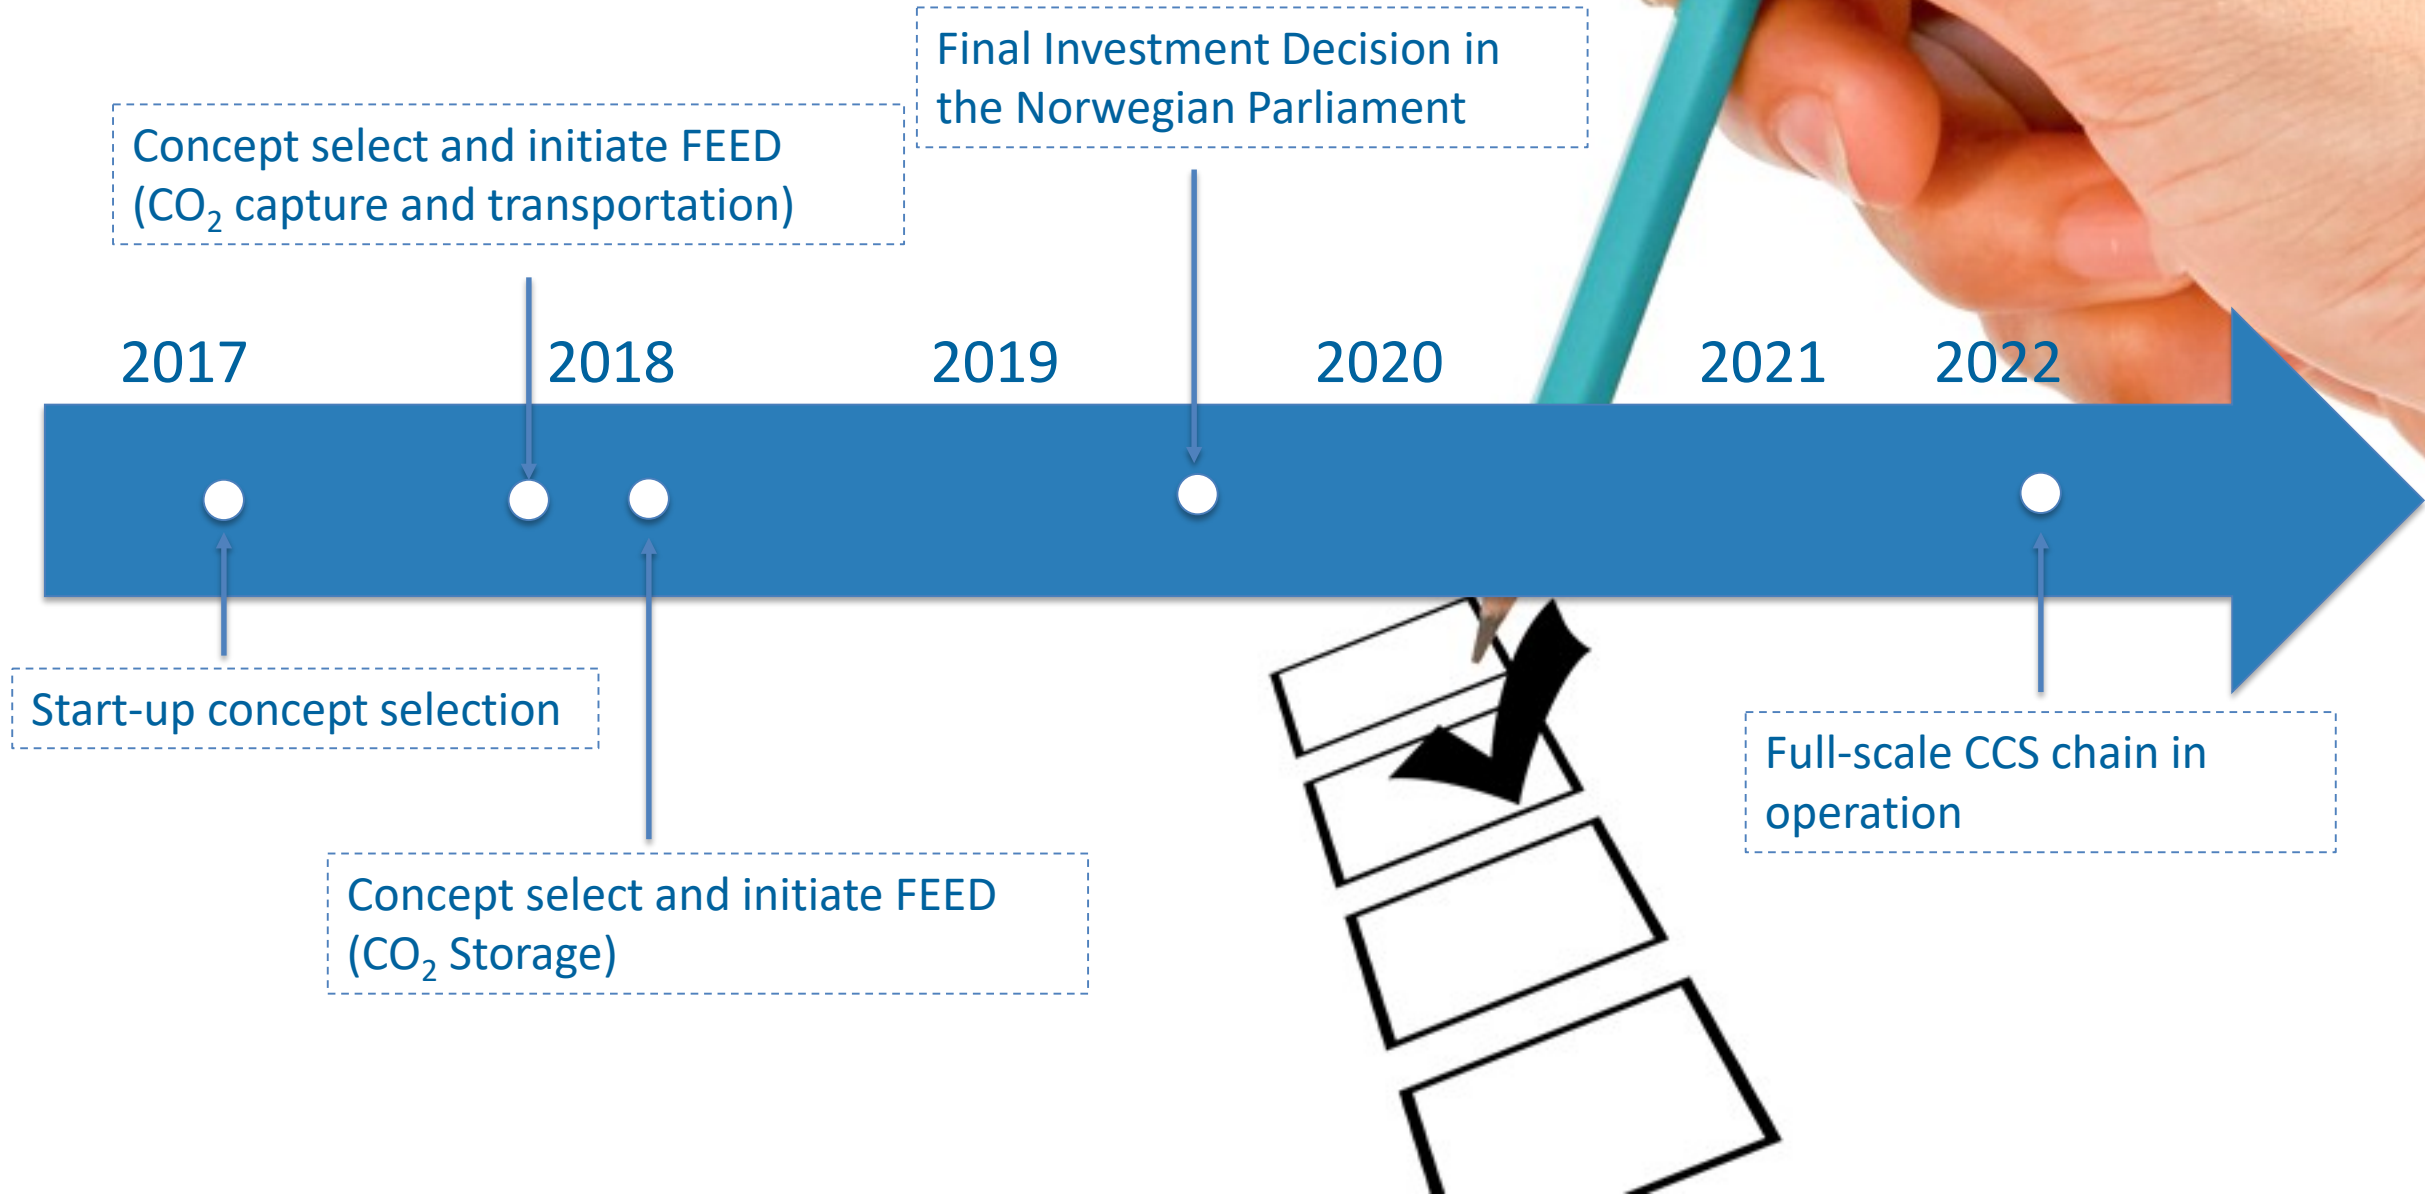 Final Investment Decision in
the Norwegian Parliament
Concept select and initiate FEED
(CO₂ capture and transportation)
2017 2018 2019 2020 2021 2022
Start-up concept selection
Full-scale CCS chain in
operation
Concept select and initiate FEED
(CO₂ Storage)